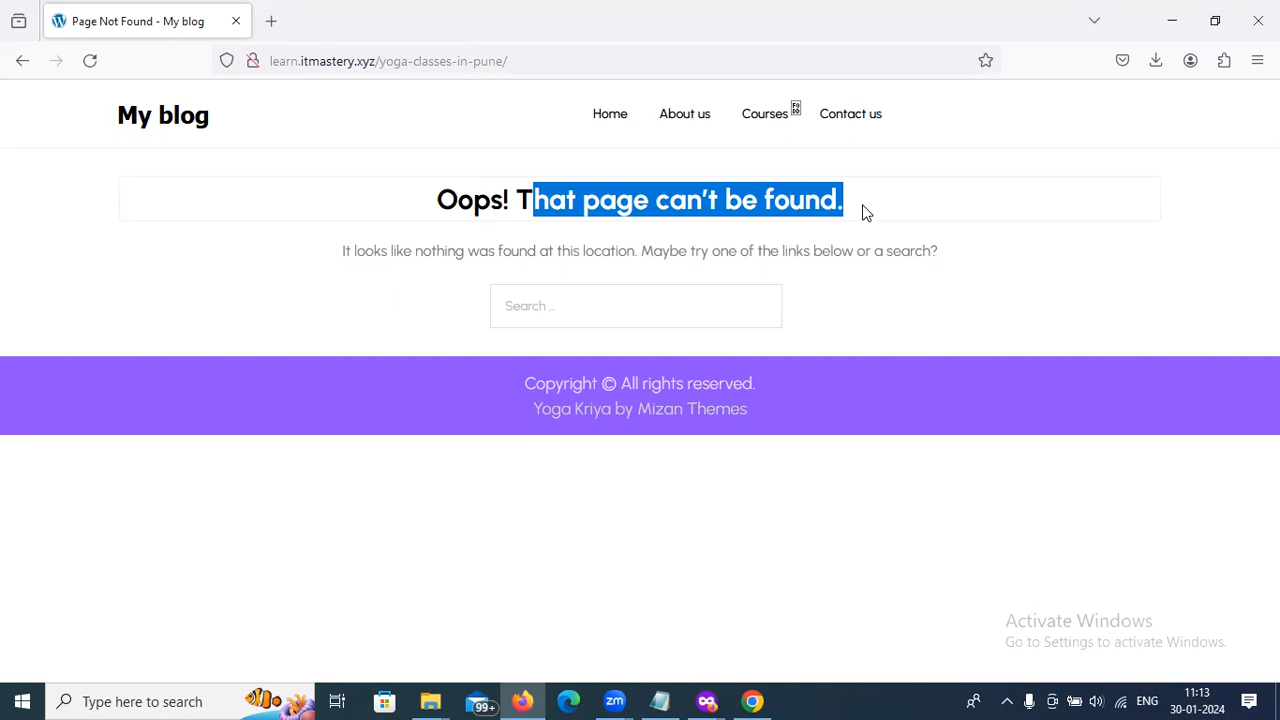 Page Not Found - My blog
learn.itmastery.xyz/yoga-classes-in-pune/
My blog
Home About us Courses Contact us
Oops! That page can't be found.
It looks like nothing was found at this location. Maybe try one of the links below or a search?
Search …
Copyright © All rights reserved.
Yoga Kriya by Mizan Themes
Activate Windows
Go to Settings to activate Windows.
Type here to search
99+
zm
ENG
11:13
30-01-2024